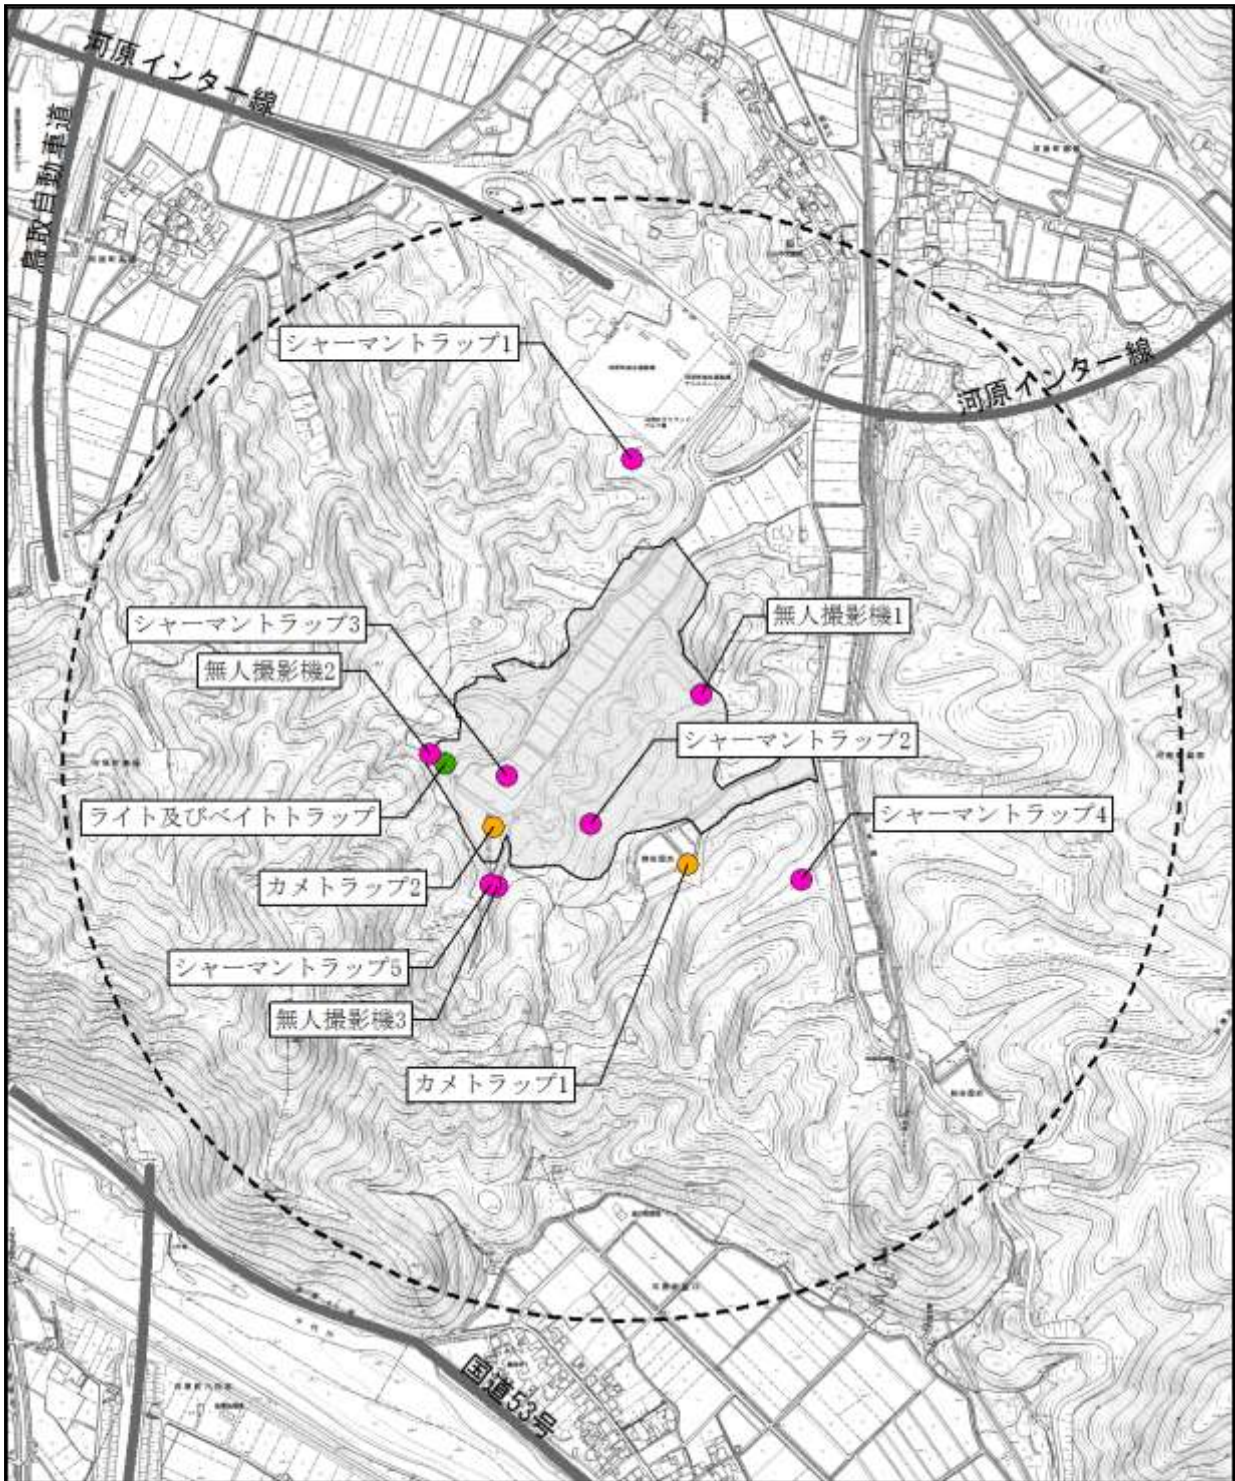 河原インター線
鳥取自動車道
シャーマントラップ1
河原インター線
シャーマントラップ3
無人撮影機1
無人撮影機2
シャーマントラップ2
ライト及びベイトトラップ
シャーマントラップ4
カメトラップ2
シャーマントラップ5
無人撮影機3
カメトラップ1
国道53号